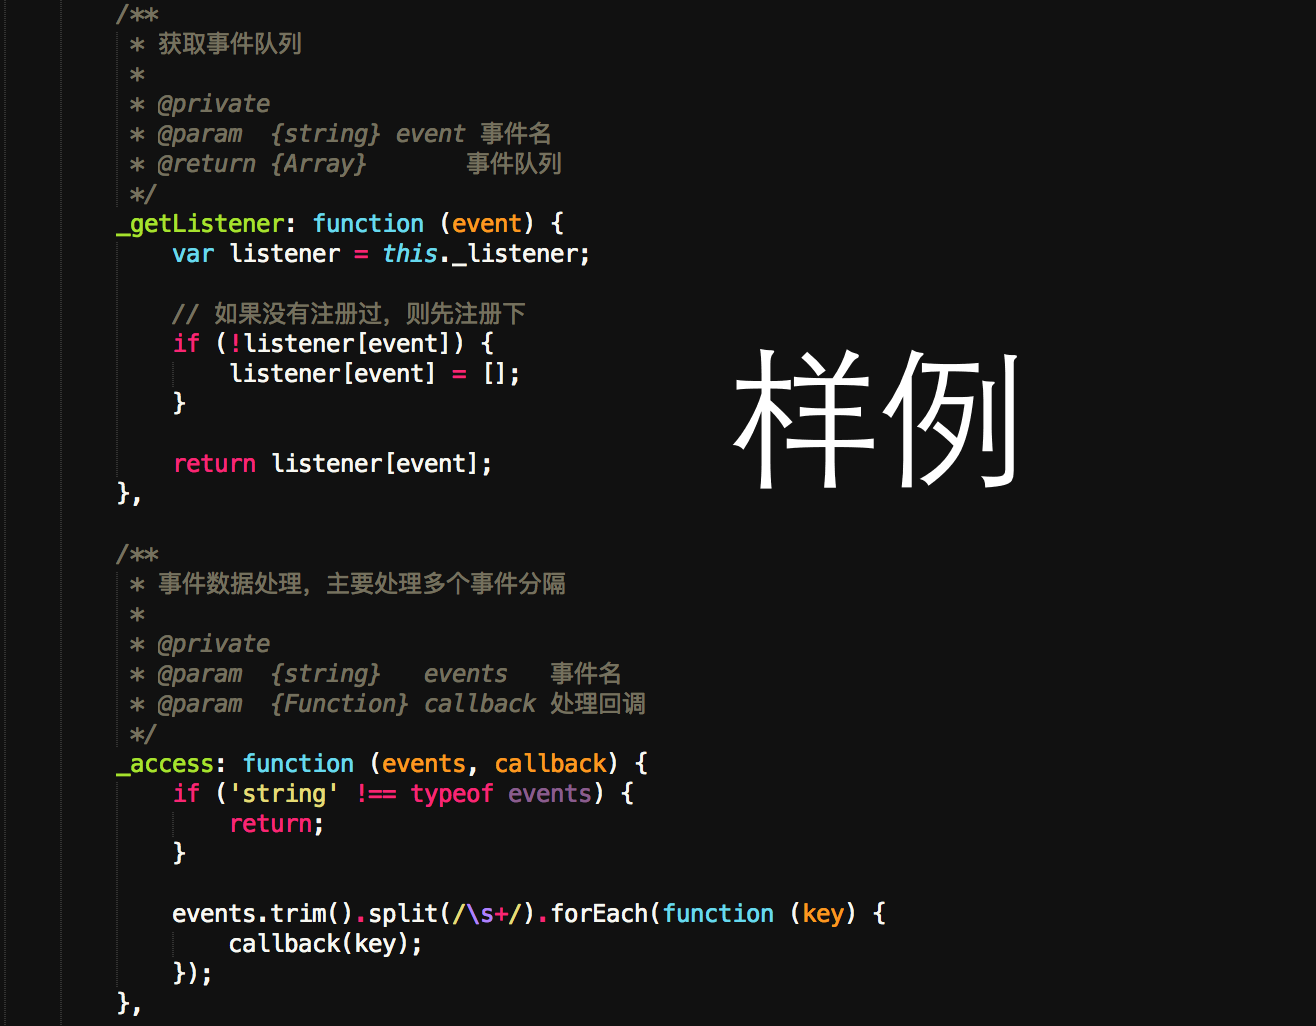 /**
 * 获取事件队列
 *
 * @private
 * @param  {string} event 事件名
 * @return {Array}       事件队列
 */
_getListener: function (event) {
    var listener = this._listener;

    // 如果没有注册过，则先注册下
    if (!listener[event]) {
        listener[event] = [];
    }

    return listener[event];
},
样例
/**
 * 事件数据处理，主要处理多个事件分隔
 *
 * @private
 * @param  {string}   events   事件名
 * @param  {Function} callback 处理回调
 */
_access: function (events, callback) {
    if ('string' !== typeof events) {
        return;
    }

    events.trim().split(/\s+/).forEach(function (key) {
        callback(key);
    });
},